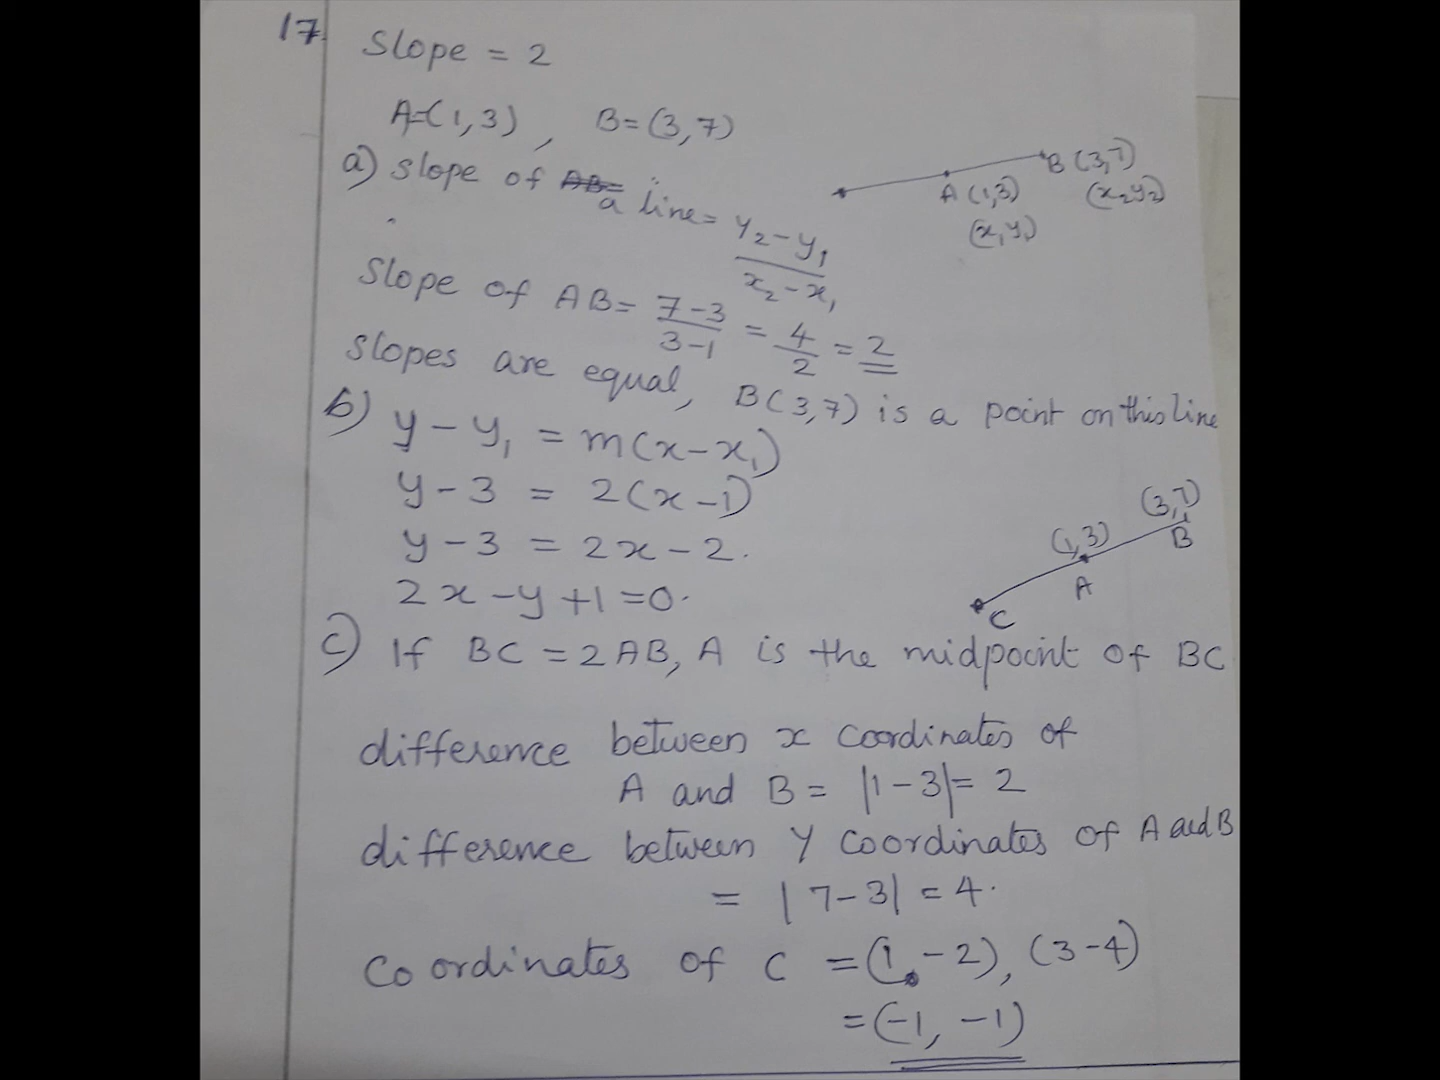 17
Slope = 2
A=(1,3), B=(3,7)
a) slope of a line = y₂-y₁/x₂-x₁
B(3,7)
A(1,3) (x₂y₂)
(x₁y₁)
Slope of AB = 7-3/3-1 = 4/2 = 2
slopes are equal, B(3,7) is a point on this line
b) y-y₁ = m(x-x₁)
y-3 = 2(x-1)
y-3 = 2x-2.
2x-y+1=0.
(3,7)
(1,3) B
A
C
c) If BC = 2AB, A is the midpoint of BC
difference between x coordinates of
A and B = |1-3| = 2
difference between Y coordinates of A and B
= |7-3| = 4.
coordinates of C = (1-2), (3-4)
= (-1, -1)